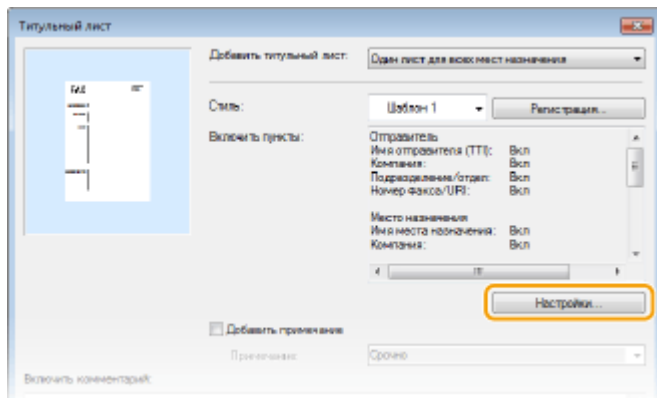 Титульный лист
Добавить титульный лист: Один лист для всех мест назначения
FAX
Стиль: Шаблон 1 Регистрация...
Включить пункты: Отправитель
Имя отправителя (TTI): Вкл
Компания: Вкл
Подразделение/отдел: Вкл
Номер факса/URI: Вкл
Место назначения
Имя места назначения: Вкл
Компания: Вкл
Настройки...
Добавить примечание
Примечание: Срочно
Включить комментарий: